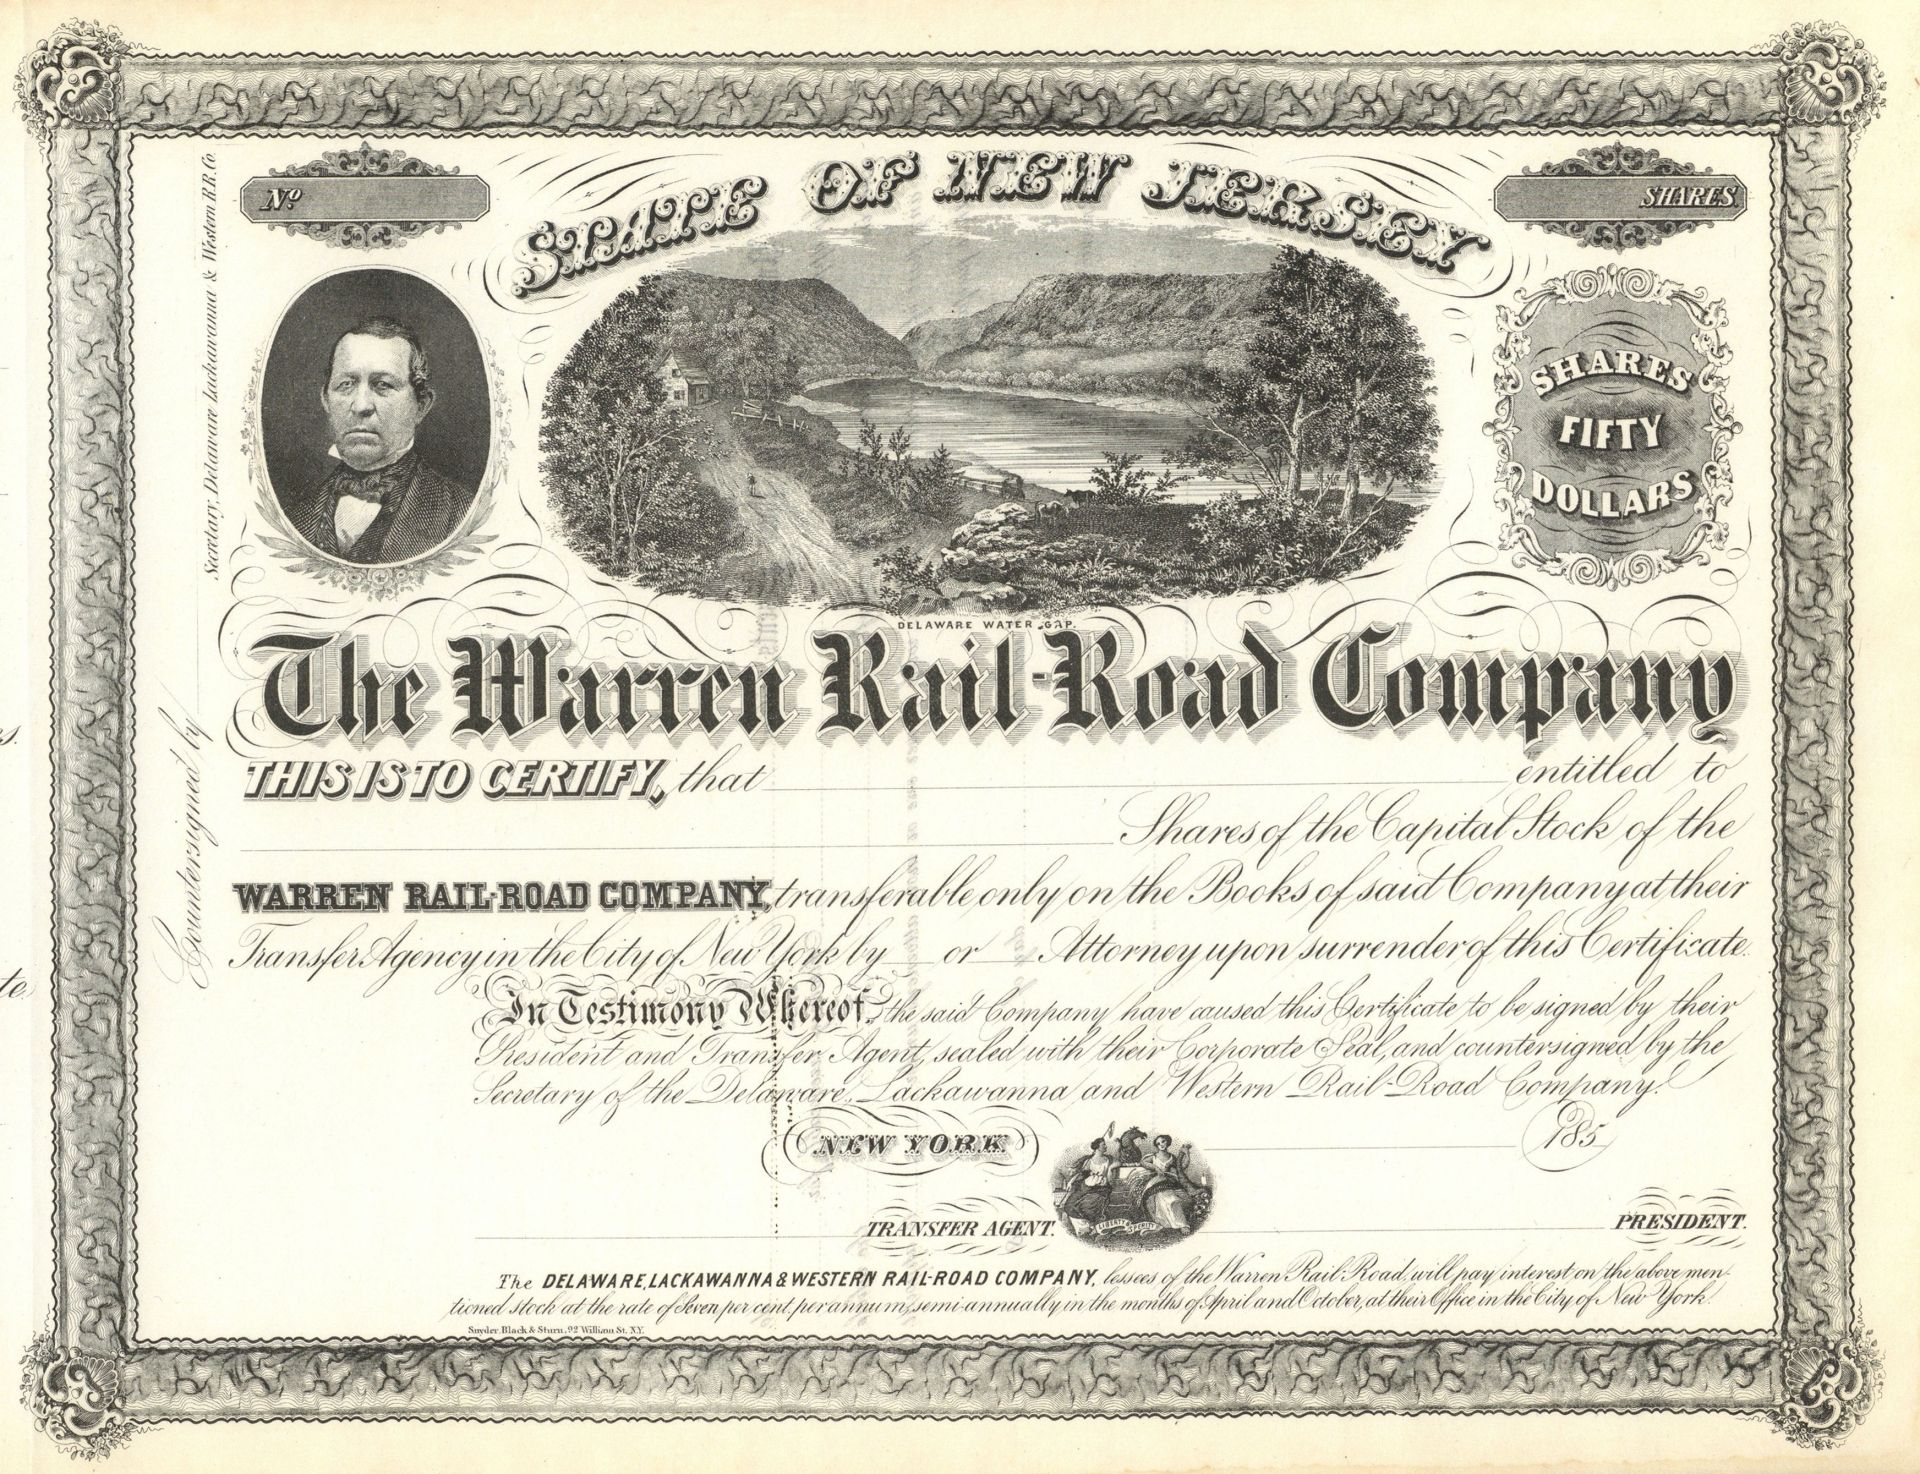 STATE OF NEW JERSEY
No
SHARES.
SHARES
FIFTY
DOLLARS
DELAWARE WATER GAP.
The Warren Rail-Road Company
THIS IS TO CERTIFY, that entitled to
Shares of the Capital Stock of the
WARREN RAIL-ROAD COMPANY, transferable only on the Books of said Company at their
Transfer Agency in the City of New York by or Attorney upon surrender of this Certificate.
In Testimony Whereof, the said Company have caused this Certificate to be signed by their
President and Transfer Agent, sealed with their Corporate Seal, and countersigned by the
Secretary of the Delaware, Lackawanna and Western Rail-Road Company.
NEW YORK 185
TRANSFER AGENT.
PRESIDENT.
The DELAWARE, LACKAWANNA & WESTERN RAIL-ROAD COMPANY, lessees of the Warren Rail-Road, will pay interest on the above men-
tioned stock at the rate of Seven per cent. per annum, semi-annually in the months of April and October, at their Office in the City of New York.
Snyder, Black & Sturn, 92 William St. N.Y.
Countersigned by
Secretary, Delaware Lackawanna & Western R.R. Co.